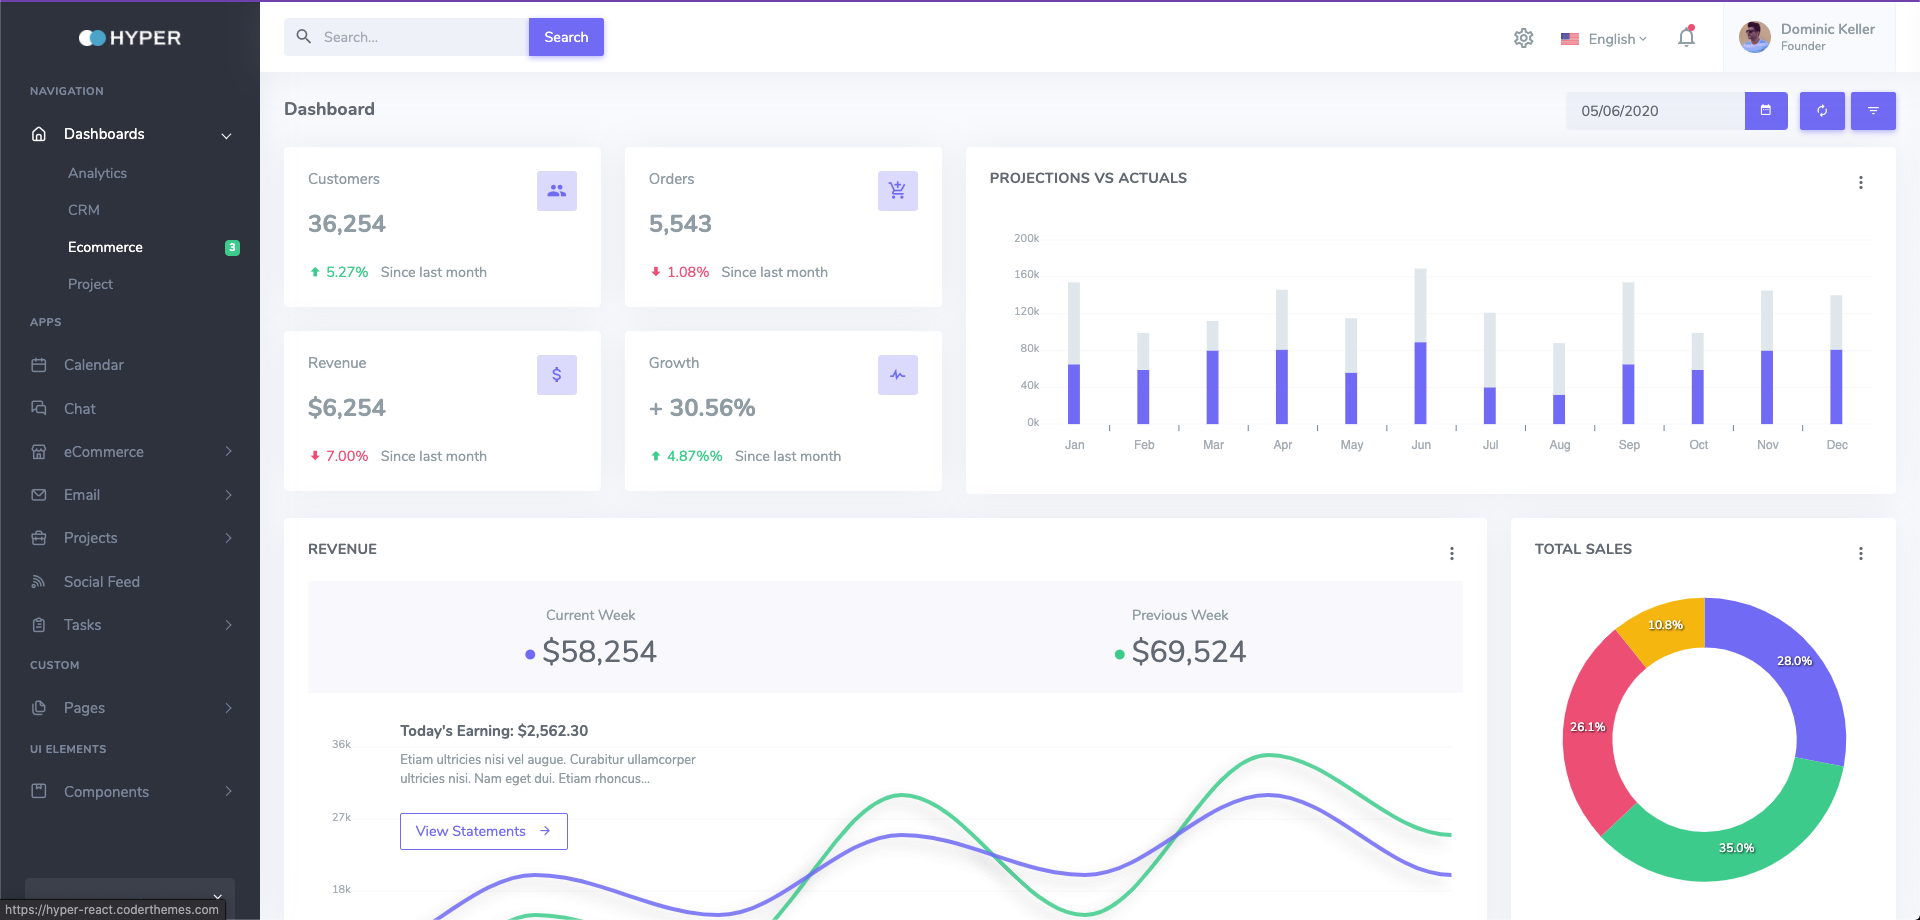 HYPER
NAVIGATION
Dashboards
Analytics
CRM
Ecommerce 3
Project
APPS
Calendar
Chat
eCommerce
Email
Projects
Social Feed
Tasks
CUSTOM
Pages
UI ELEMENTS
Components
https://hyper-react.coderthemes.com
Search...
Search
English
Dominic Keller
Founder
Dashboard
05/06/2020
Customers
36,254
5.27% Since last month
Orders
5,543
1.08% Since last month
Revenue
$6,254
7.00% Since last month
Growth
+ 30.56%
4.87%% Since last month
PROJECTIONS VS ACTUALS
200k
160k
120k
80k
40k
0k
Jan Feb Mar Apr May Jun Jul Aug Sep Oct Nov Dec
REVENUE
Current Week
$58,254
Previous Week
$69,524
Today's Earning: $2,562.30
Etiam ultricies nisi vel augue. Curabitur ullamcorper
ultricies nisi. Nam eget dui. Etiam rhoncus...
View Statements
36k
27k
18k
TOTAL SALES
10.8%
28.0%
26.1%
35.0%